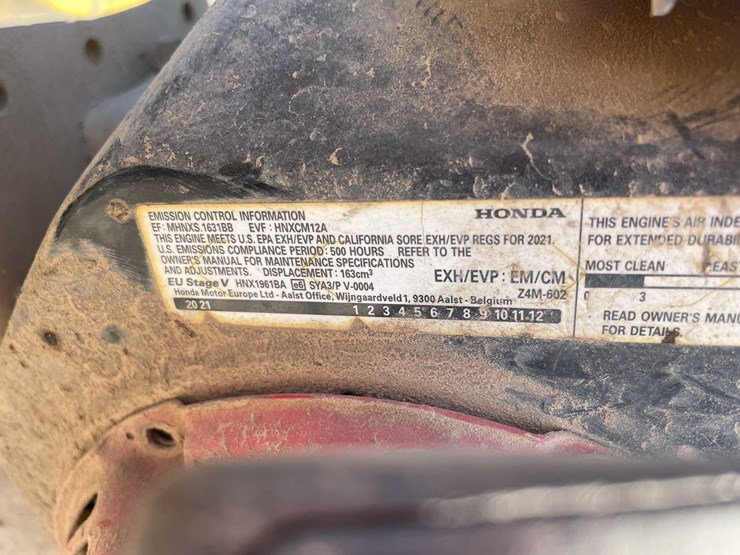 EMISSION CONTROL INFORMATION
HONDA
EF: MHNXS.1631BB EVF : HNXCM12A
THIS ENGINE MEETS U.S. EPA EXH/EVP AND CALIFORNIA SORE EXH/EVP REGS FOR 2021.
U.S. EMISSIONS COMPLIANCE PERIOD: 500 HOURS REFER TO THE
OWNER'S MANUAL FOR MAINTENANCE SPECIFICATIONS
AND ADJUSTMENTS. DISPLACEMENT: 163cm³
EXH/EVP : EM/CM
EU Stage V HNX1961BA e6 SYA3/P V-0004
Z4M-602
Honda Motor Europe Ltd - Aalst Office, Wijngaardveld 1, 9300 Aalst - Belgium
2021
1 2 3 4 5 6 7 8 9 10 11 12
THIS ENGINE'S AIR INDE
FOR EXTENDED DURABIL
MOST CLEAN LEAS
0 3
READ OWNER'S MANU
FOR DETAILS.